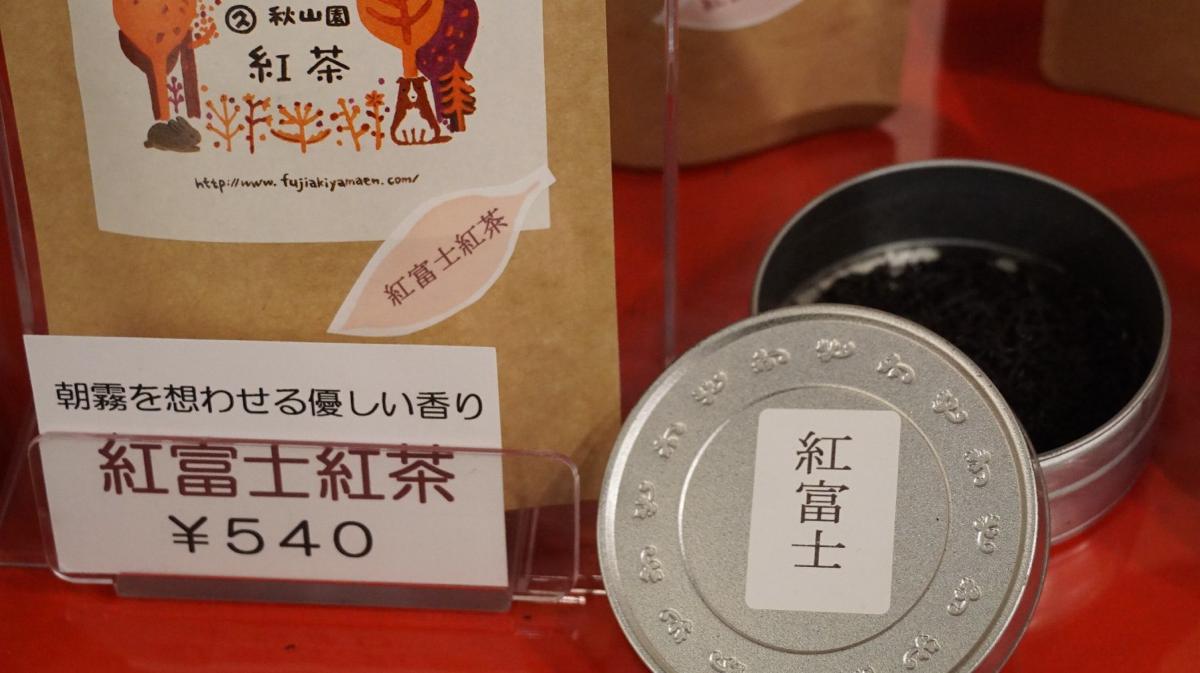 ㋗ 秋山園
紅茶
http://www.fujiakiyamaen.com/
紅富士紅茶
朝霧を想わせる優しい香り
紅富士紅茶
¥540
紅富士